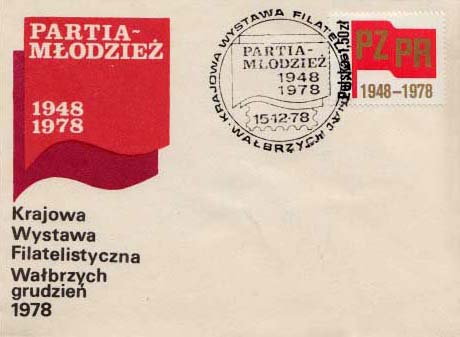 PARTIA-
MŁODZIEŻ
1948
1978
Krajowa
Wystawa
Filatelistyczna
Wałbrzych
grudzień
1978
KRAJOWA WYSTAWA
WAŁBRZYCH
PARTIA-
MŁODZIEŻ
1948
1978
15-12-78
PZPR
1948-1978